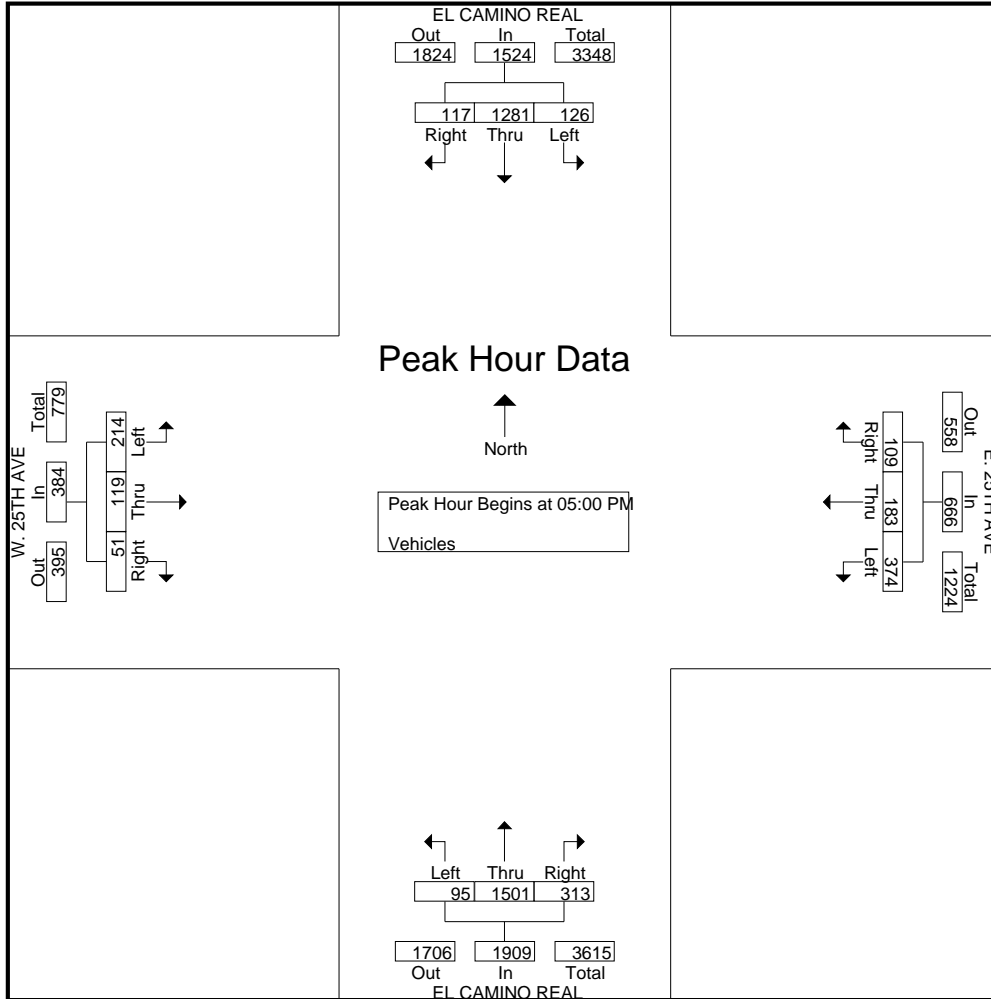 EL CAMINO REAL
Out In Total
1824 1524 3348
117 1281 126
Right Thru Left
Peak Hour Data
North
Peak Hour Begins at 05:00 PM
Vehicles
W. 25TH AVE
Out In Total
395 384 779
51 119 214
Right Thru Left
E. 25TH AVE
Out In Total
558 666 1224
109 183 374
Right Thru Left
Left Thru Right
95 1501 313
1706 1909 3615
Out In Total
EL CAMINO REAL